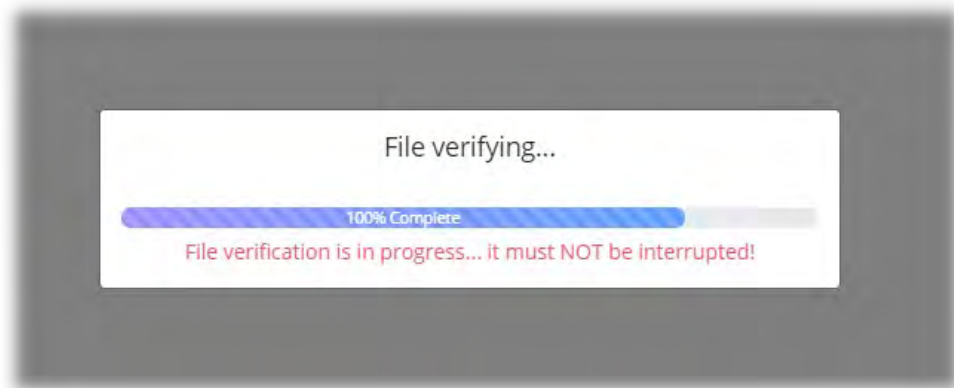 File verifying...
100% Complete
File verification is in progress... it must NOT be interrupted!